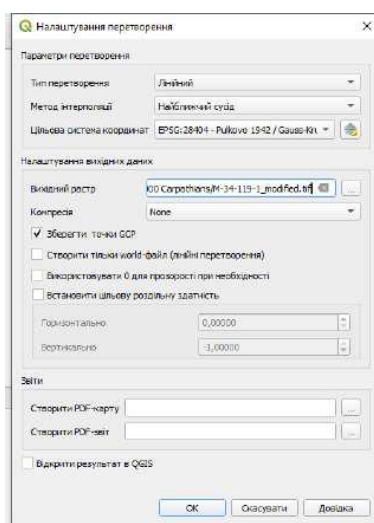 Налаштування перетворення
Параметри перетворення
Тип перетворення Лінійний
Метод інтерполяції Найближчий сусід
Цільова система координат EPSG:28404 - Pulkovo 1942 / Gauss-Kru
Налаштування вихідних даних
Вихідний растр 00 Carpathians/M-34-119-1_modified.tif ...
Компресія None
Зберегти точки GCP
Створити тільки world-файл (лінійні перетворення)
Використовувати 0 для прозорості при необхідності
Встановити цільову роздільну здатність
Горизонтально 0,00000
Вертикально -1,00000
Звіти
Створити PDF-карту ...
Створити PDF-звіт ...
Відкрити результат в QGIS
OK Скасувати Довідка